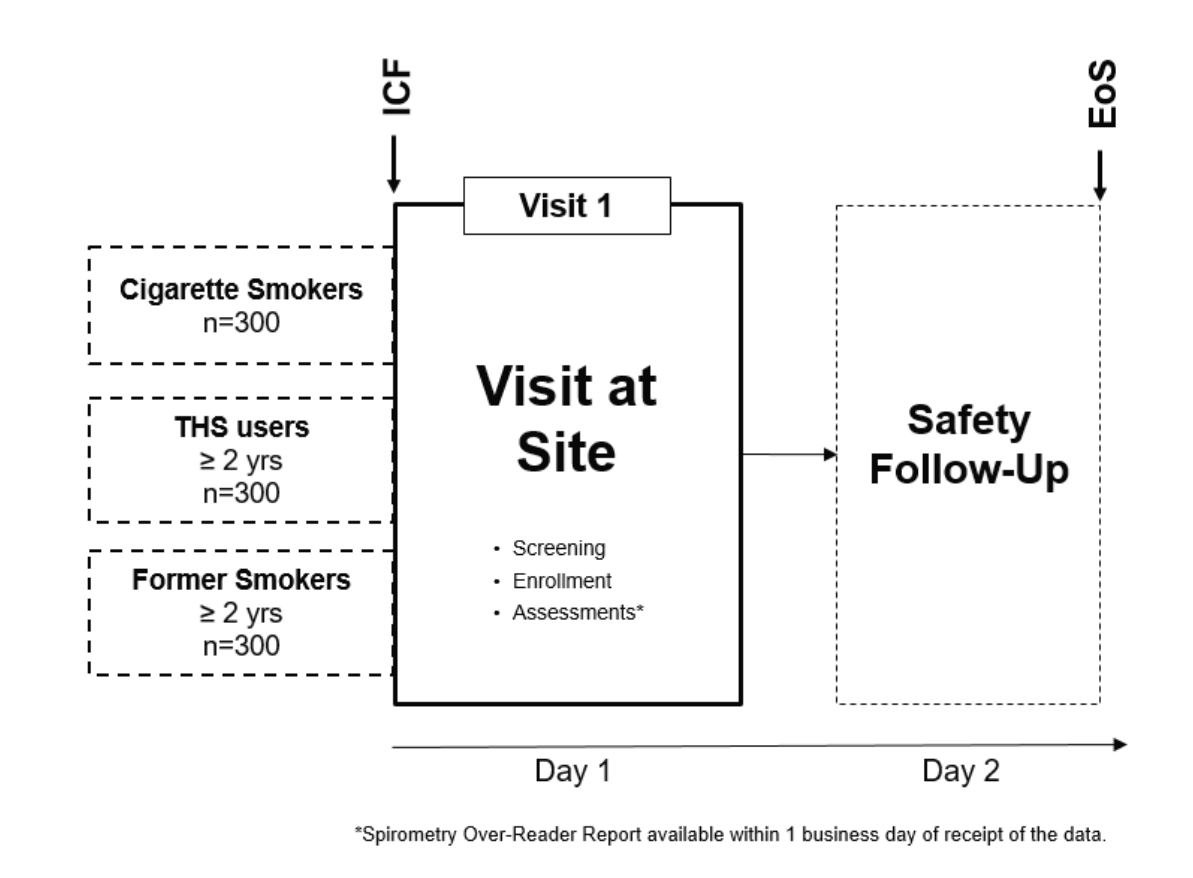 ICF
EoS
Visit 1
Cigarette Smokers
n=300
THS users
≥ 2 yrs
n=300
Former Smokers
≥ 2 yrs
n=300
Visit at
Site
• Screening
• Enrollment
• Assessments*
Safety
Follow-Up
Day 1
Day 2
*Spirometry Over-Reader Report available within 1 business day of receipt of the data.